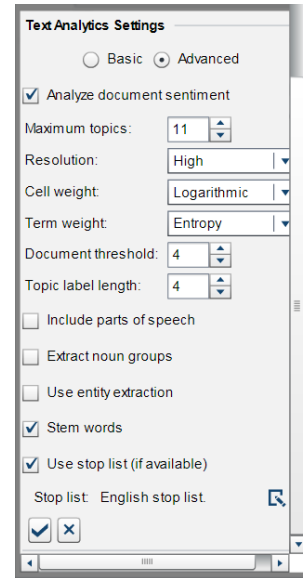 Text Analytics Settings
Basic Advanced
Analyze document sentiment
Maximum topics: 11
Resolution: High
Cell weight: Logarithmic
Term weight: Entropy
Document threshold: 4
Topic label length: 4
Include parts of speech
Extract noun groups
Use entity extraction
Stem words
Use stop list (if available)
Stop list: English stop list.